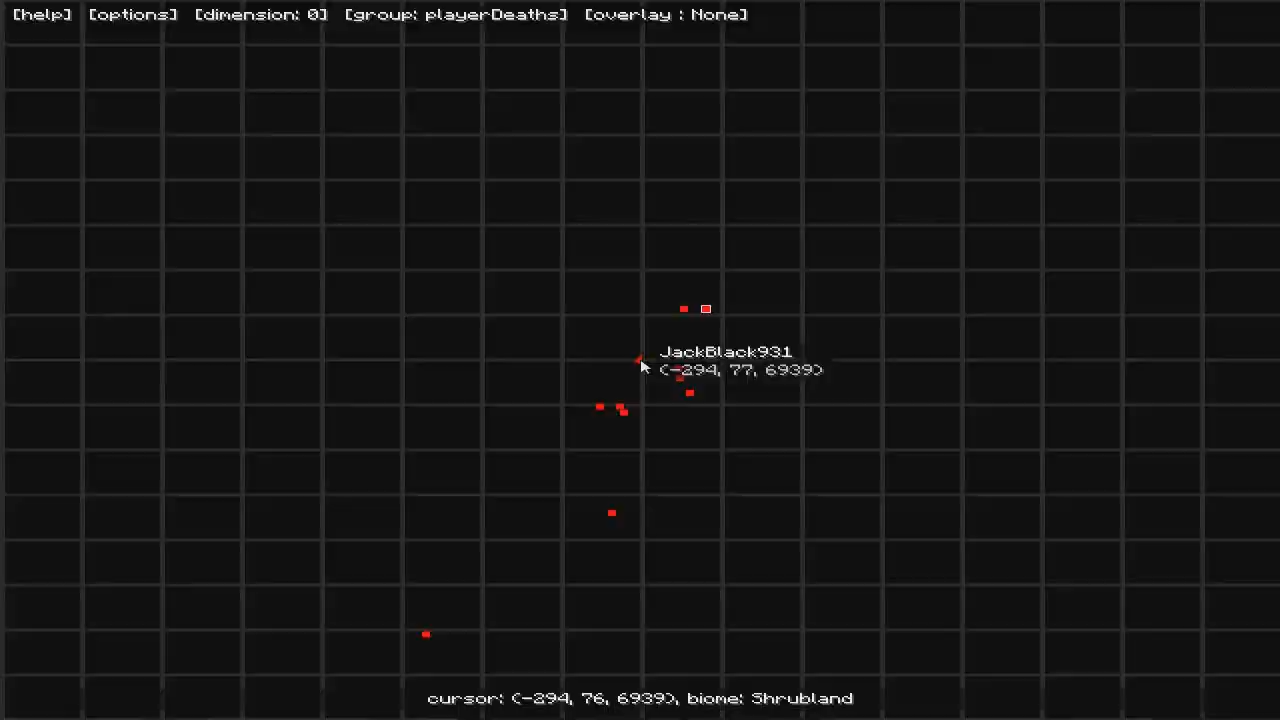 [help] [options] [dimension: 0] [group: playerDeaths] [overlay : None]
JackBlack931
(-294, 77, 6939)
cursor: (-294, 76, 6939), biome: Shrubland